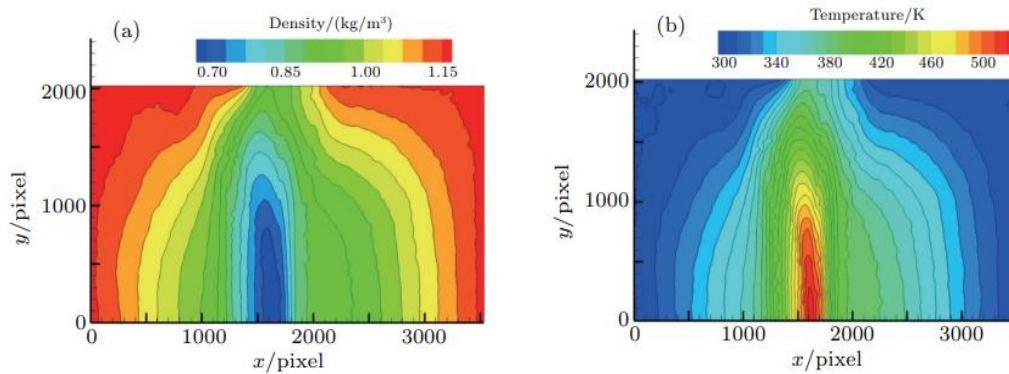 (a)
Density/(kg/m³)
0.70 0.85 1.00 1.15
2000
1000
0
y/pixel
0 1000 2000 3000
x/pixel
(b)
Temperature/K
300 340 380 420 460 500
2000
1000
0
y/pixel
0 1000 2000 3000
x/pixel